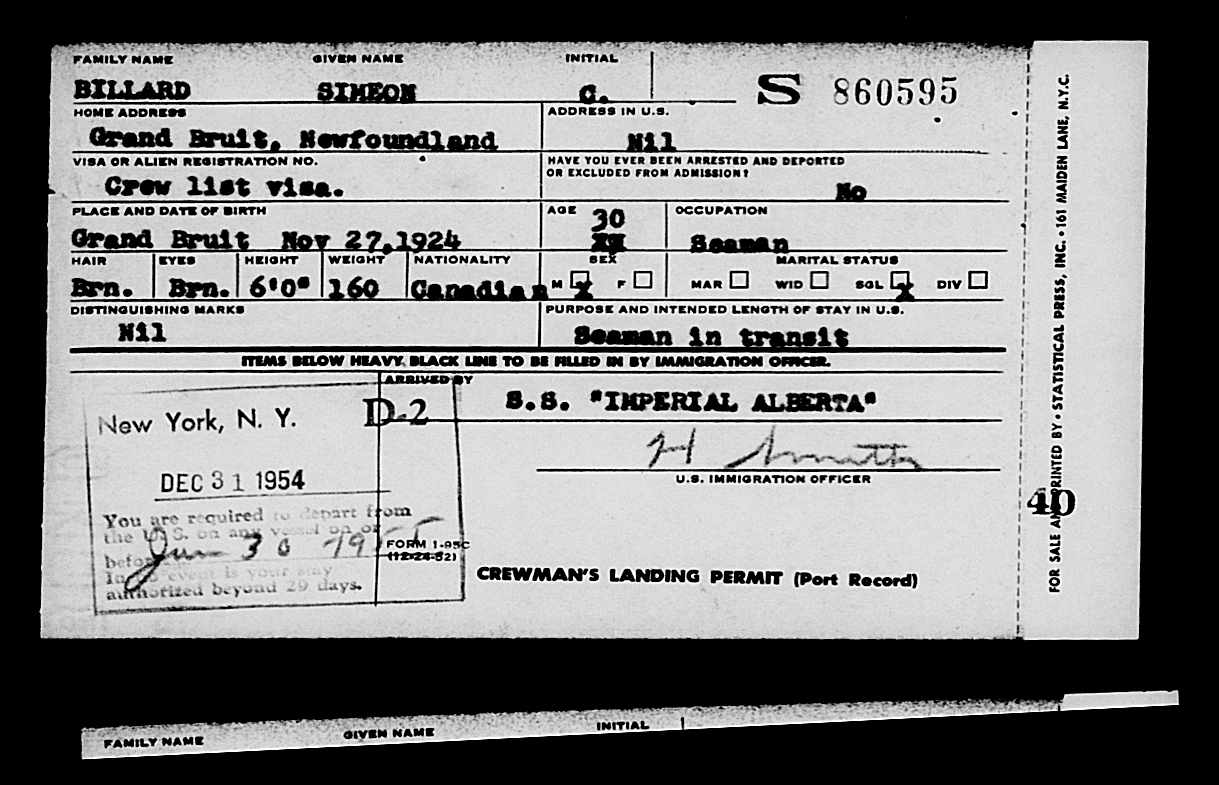 FAMILY NAME GIVEN NAME INITIAL
BILLARD SIMEON C. S 860595
HOME ADDRESS ADDRESS IN U.S.
Grand Bruit, Newfoundland Nil
VISA OR ALIEN REGISTRATION NO. HAVE YOU EVER BEEN ARRESTED AND DEPORTED
OR EXCLUDED FROM ADMISSION?
Crew list visa. No
PLACE AND DATE OF BIRTH AGE OCCUPATION
30
Grand Bruit Nov 27,1924 XX Seaman
HAIR EYES HEIGHT WEIGHT NATIONALITY SEX MARITAL STATUS
Brn. Brn. 6'0" 160 Canadian M X F MAR WID SGL X DIV
DISTINGUISHING MARKS PURPOSE AND INTENDED LENGTH OF STAY IN U.S.
Nil Seaman in transit
ITEMS BELOW HEAVY BLACK LINE TO BE FILLED IN BY IMMIGRATION OFFICER.
ARRIVED BY
D-2 S.S. "IMPERIAL ALBERTA"
New York, N. Y.
H Smith
U.S. IMMIGRATION OFFICER
DEC 31 1954
You are required to depart from
the U.S. on any vessel on or
before Jan 30 1955
In no event is your stay
authorized beyond 29 days.
FORM I-95C
(12-24-52)
CREWMAN'S LANDING PERMIT (Port Record)
40
FOR SALE AND PRINTED BY • STATISTICAL PRESS, INC. • 161 MAIDEN LANE, N.Y.C.
FAMILY NAME GIVEN NAME INITIAL